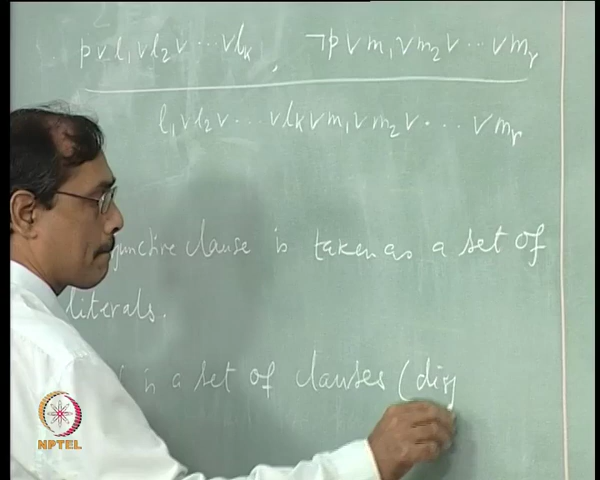 p ∨ l₁ ∨ l₂ ∨ ⋯ ∨ lₖ , ¬p ∨ m₁ ∨ m₂ ∨ ⋯ ∨ mᵣ
l₁ ∨ l₂ ∨ ⋯ ∨ lₖ ∨ m₁ ∨ m₂ ∨ ⋯ ∨ mᵣ
junctive clause is taken as a set of
literals.
is a set of clauses (disj
NPTEL